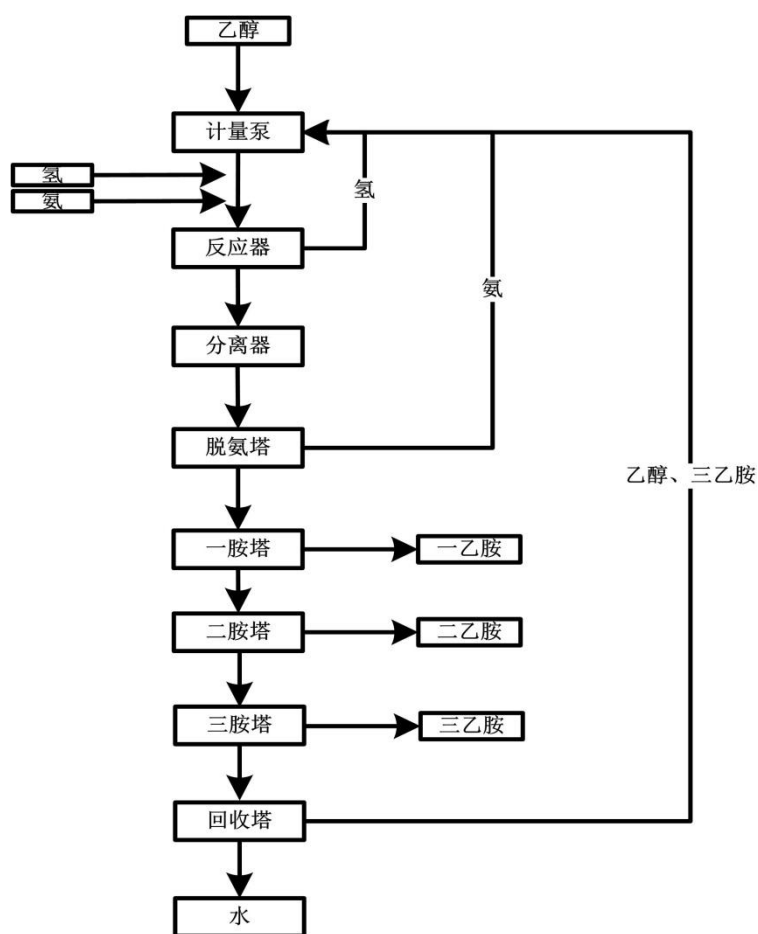 乙醇
计量泵
氢
氨
氢
反应器
氨
分离器
脱氨塔
乙醇、三乙胺
一胺塔
一乙胺
二胺塔
二乙胺
三胺塔
三乙胺
回收塔
水